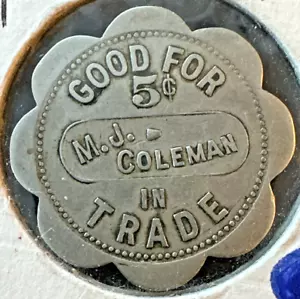 GOOD FOR
5¢
M.J.
COLEMAN
IN
TRADE